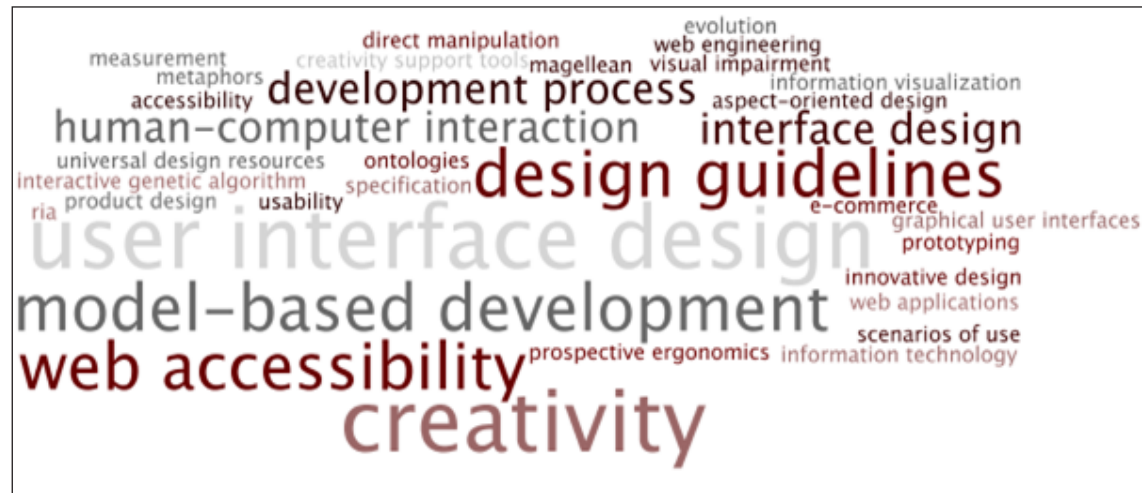 evolution
direct manipulation
web engineering
measurement
creativity support tools
magellean
visual impairment
metaphors
development process
information visualization
accessibility
aspect-oriented design
human-computer interaction
interface design
universal design resources
ontologies
design guidelines
interactive genetic algorithm
specification
product design
usability
e-commerce
ria
user interface design
graphical user interfaces
prototyping
innovative design
model-based development
web applications
scenarios of use
web accessibility
prospective ergonomics
information technology
creativity